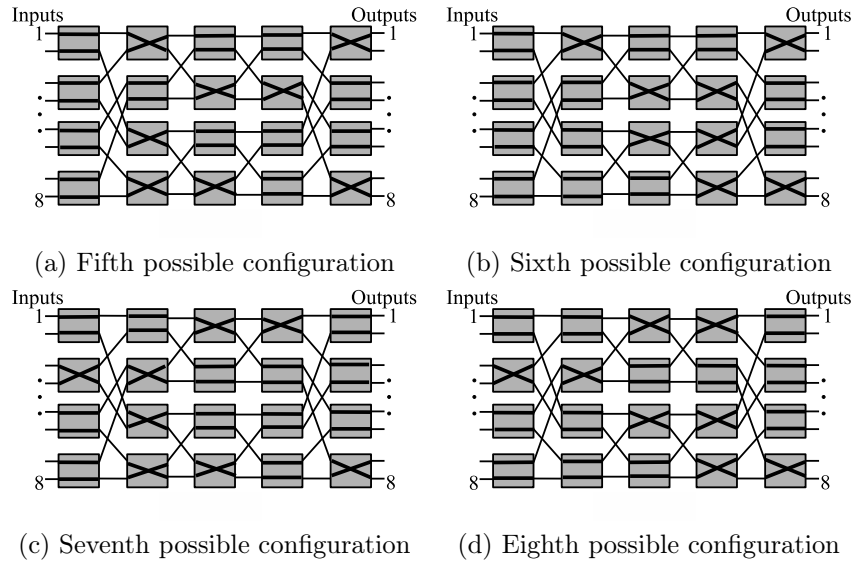 Inputs Outputs Inputs Outputs
1 1 1 1
8 8 8 8
(a) Fifth possible configuration (b) Sixth possible configuration
Inputs Outputs Inputs Outputs
1 1 1 1
8 8 8 8
(c) Seventh possible configuration (d) Eighth possible configuration